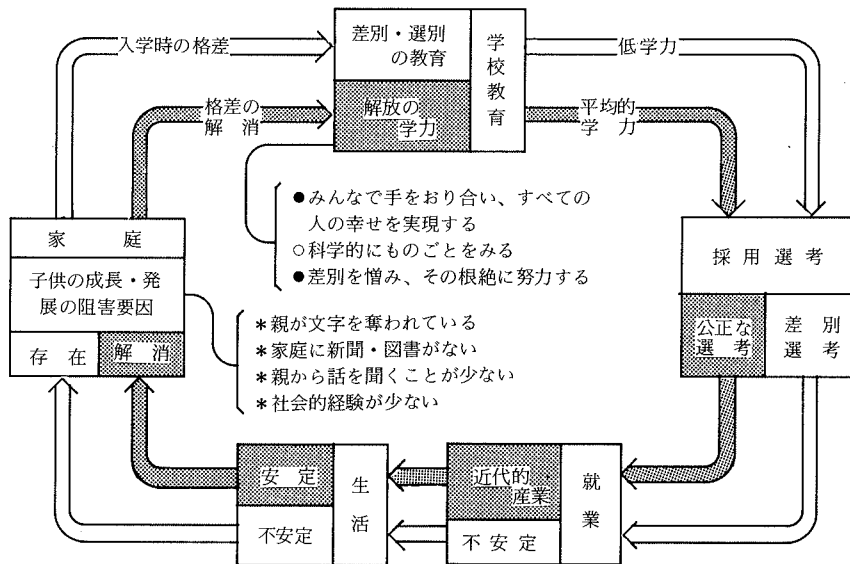 入学時の格差
差別・選別
の教育
学校教育
低学力
格差の
解消
解放の
学力
平均的
学力
●みんなで手をおり合い、すべての
人の幸せを実現する
○科学的にものごとをみる
●差別を憎み、その根絶に努力する
家庭
子供の成長・発
展の阻害要因
存在
解消
＊親が文字を奪われている
＊家庭に新聞・図書がない
＊親から話を聞くことが少ない
＊社会的経験が少ない
採用選考
公正な
選考
差別
選考
安定
不安定
生活
近代的
産業
不安定
就業